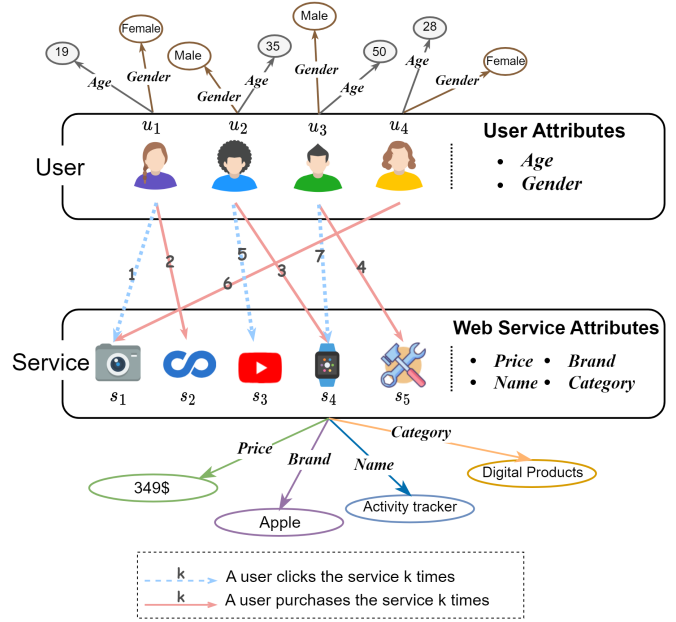 19
Female
Male
35
Male
50
28
Female
Age
Gender
Gender
Age
Gender
Age
Age
Gender
u1
u2
u3
u4
User
User Attributes
• Age
• Gender
1
2
5
3
6
7
4
Service
Web Service Attributes
• Price • Brand
• Name • Category
s1
s2
s3
s4
s5
Price
Brand
Name
Category
349$
Apple
Activity tracker
Digital Products
k A user clicks the service k times
k A user purchases the service k times